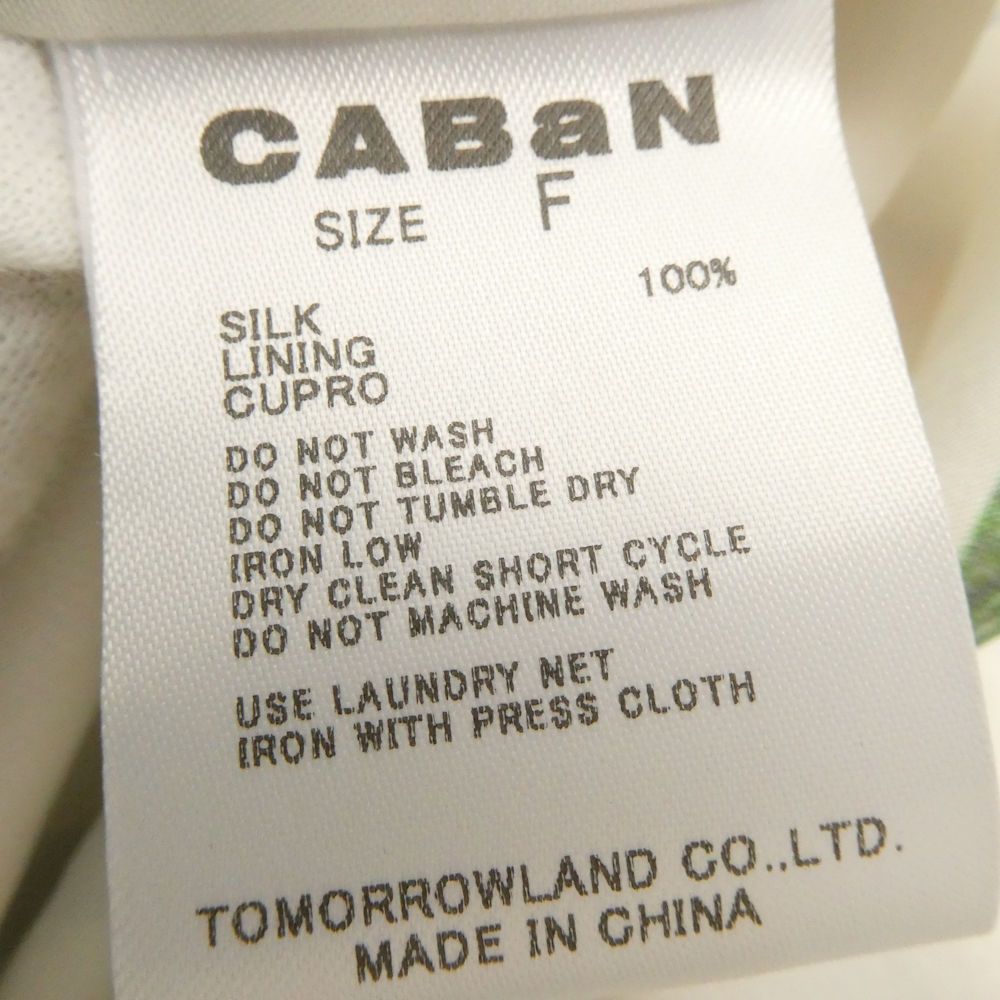 CABaN
SIZE F
100%
SILK
LINING
CUPRO
DO NOT WASH
DO NOT BLEACH
DO NOT TUMBLE DRY
IRON LOW
DRY CLEAN SHORT CYCLE
DO NOT MACHINE WASH
USE LAUNDRY NET
IRON WITH PRESS CLOTH
TOMORROWLAND CO.,LTD.
MADE IN CHINA